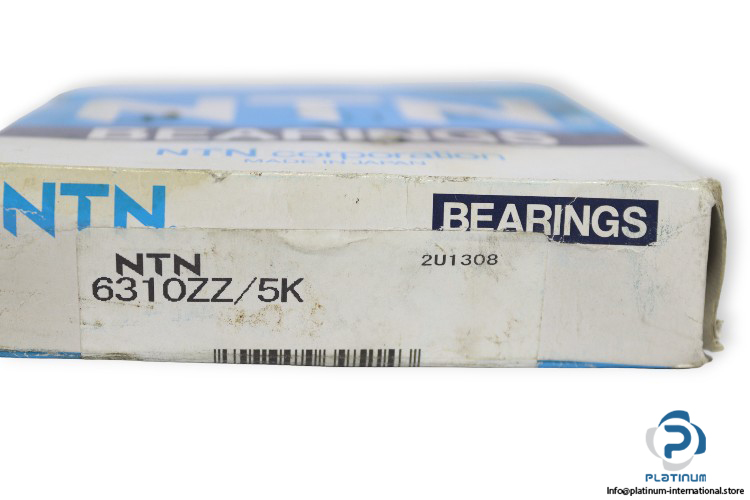 NTN
BEARINGS
NTN corporation
MADE IN JAPAN
NTN
BEARINGS
NTN
2U1308
6310ZZ/5K
PLATINUM
Info@platinum-international.store